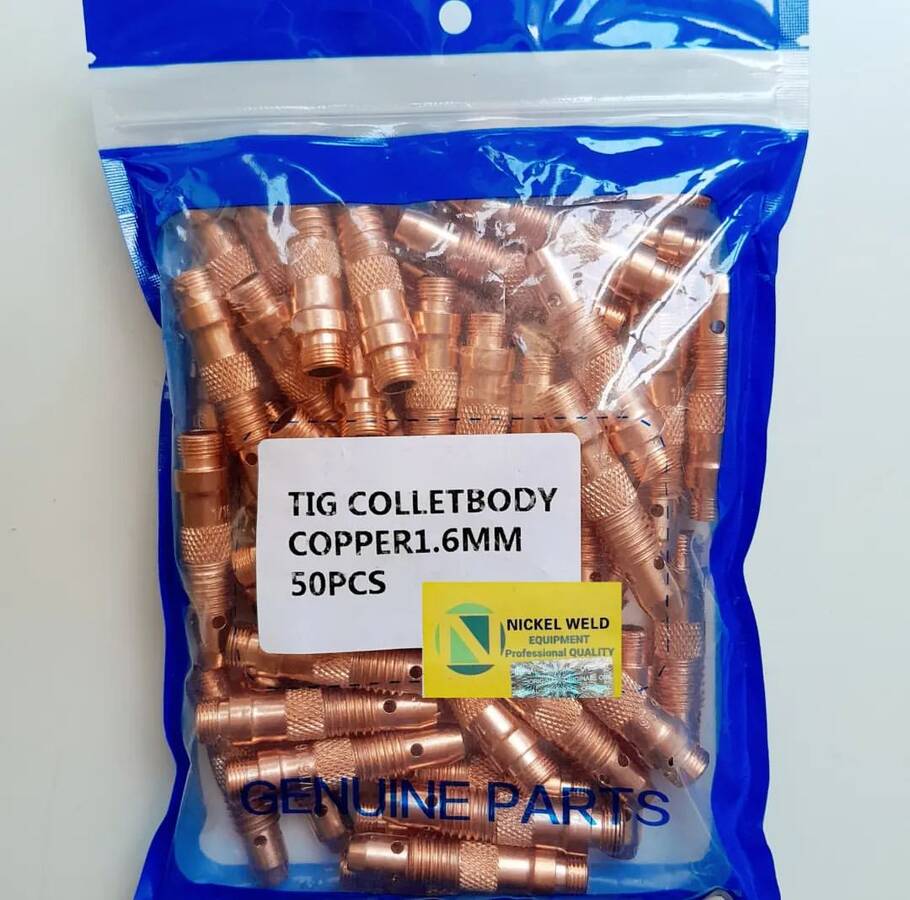 TIG COLLETBODY
COPPER1.6MM
50PCS
NICKEL WELD
EQUIPMENT
Professional QUALITY
GENUINE PARTS